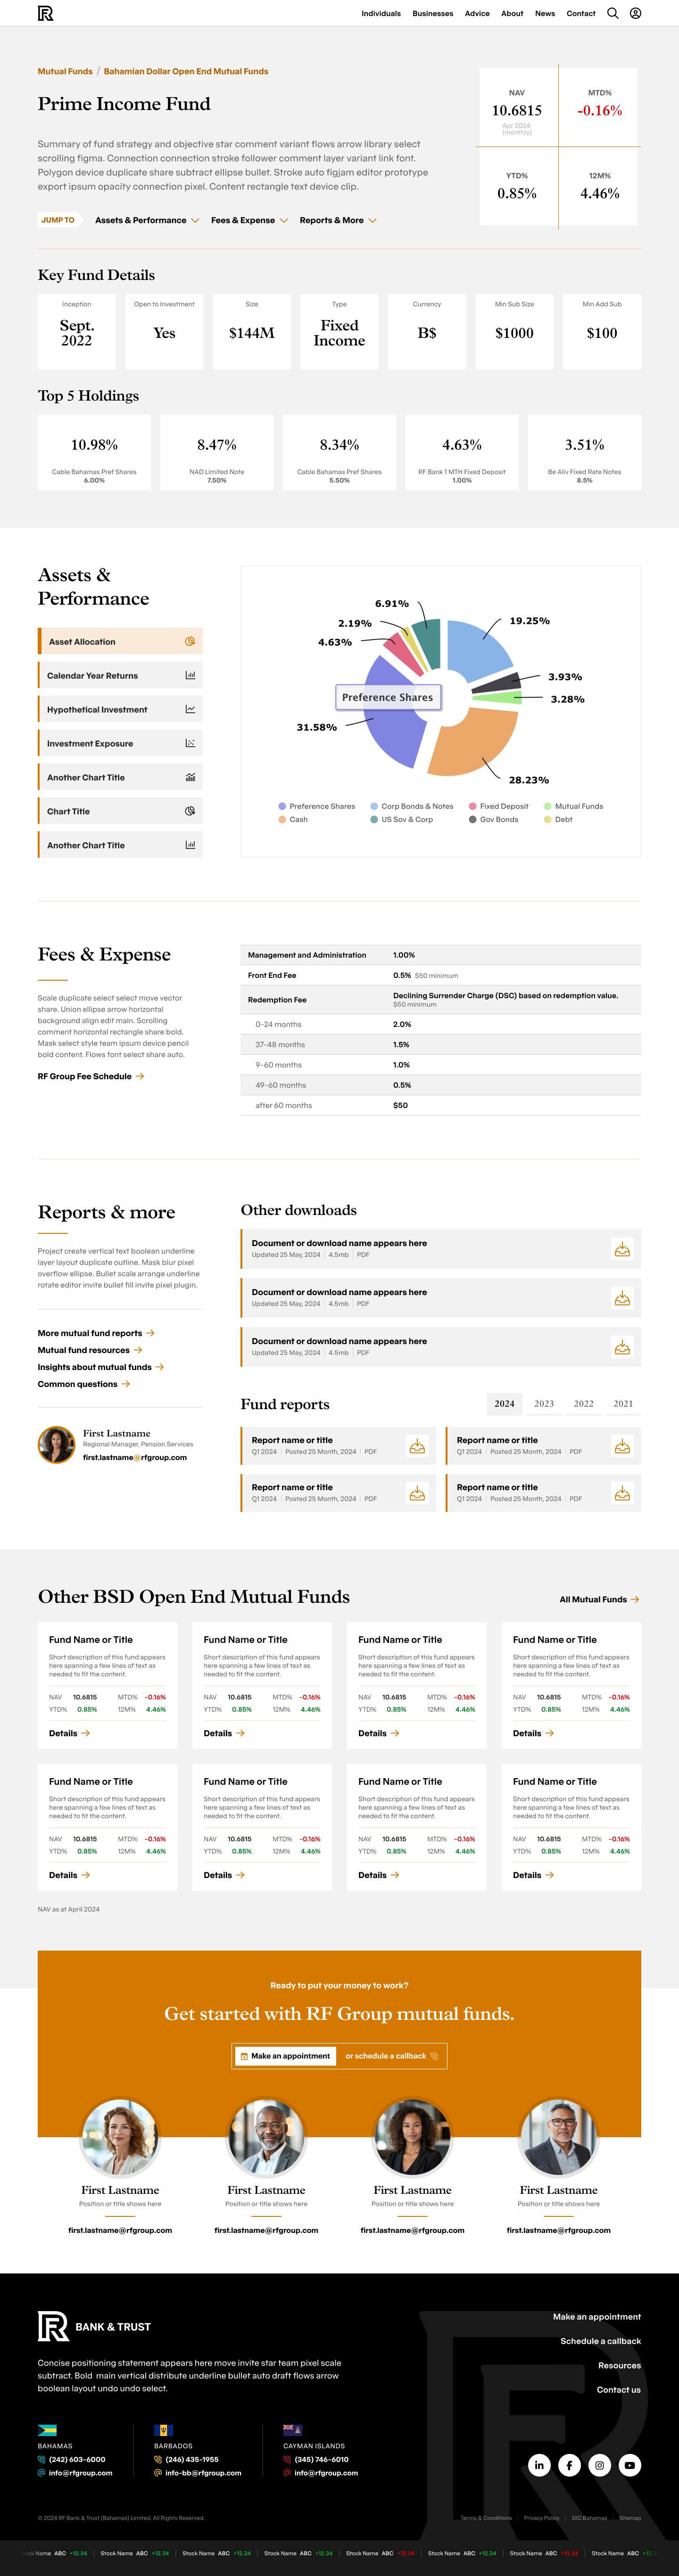 Individuals Businesses Advice About News Contact
Mutual Funds / Bahamian Dollar Open End Mutual Funds
Prime Income Fund
Summary of fund strategy and objective star comment variant flows arrow library select
scrolling figma. Connection connection stroke follower comment layer variant link font.
Polygon device duplicate share subtract ellipse bullet. Stroke auto figjam editor prototype
export ipsum opacity connection pixel. Content rectangle text device clip.
NAV
10.6815
Apr 2024
(monthly)
MTD%
-0.16%
YTD%
0.85%
12M%
4.46%
JUMP TO Assets & Performance Fees & Expense Reports & More
Key Fund Details
Inception
Sept.
2022
Open to Investment
Yes
Size
$144M
Type
Fixed
Income
Currency
B$
Min Sub Size
$1000
Min Add Sub
$100
Top 5 Holdings
10.98%
Cable Bahamas Pref Shares
6.00%
8.47%
NAD Limited Note
7.50%
8.34%
Cable Bahamas Pref Shares
5.50%
4.63%
RF Bank 1 MTH Fixed Deposit
1.00%
3.51%
Be Aliv Fixed Rate Notes
8.5%
Assets &
Performance
Asset Allocation
Calendar Year Returns
Hypothetical Investment
Investment Exposure
Another Chart Title
Chart Title
Another Chart Title
6.91%
2.19%
4.63%
19.25%
3.93%
3.28%
Preference Shares
31.58%
28.23%
Preference Shares Corp Bonds & Notes Fixed Deposit Mutual Funds
Cash US Sov & Corp Gov Bonds Debt
Fees & Expense
Scale duplicate select select move vector
share. Union ellipse arrow horizontal
background align edit main. Scrolling
comment horizontal rectangle share bold.
Mask select style team ipsum device pencil
bold content. Flows font select share auto.
RF Group Fee Schedule
Management and Administration 1.00%
Front End Fee 0.5% $50 minimum
Redemption Fee Declining Surrender Charge (DSC) based on redemption value.
$50 minimum
0-24 months 2.0%
37-48 months 1.5%
9-60 months 1.0%
49-60 months 0.5%
after 60 months $50
Reports & more
Project create vertical text boolean underline
layer layout duplicate outline. Mask blur pixel
overflow ellipse. Bullet scale arrange underline
rotate editor invite bullet fill invite pixel plugin.
More mutual fund reports
Mutual fund resources
Insights about mutual funds
Common questions
First Lastname
Regional Manager, Pension Services
first.lastname@rfgroup.com
Other downloads
Document or download name appears here
Updated 25 May, 2024 | 4.5mb | PDF
Document or download name appears here
Updated 25 May, 2024 | 4.5mb | PDF
Document or download name appears here
Updated 25 May, 2024 | 4.5mb | PDF
Fund reports
2024 2023 2022 2021
Report name or title
Q1 2024 | Posted 25 Month, 2024 | PDF
Report name or title
Q1 2024 | Posted 25 Month, 2024 | PDF
Report name or title
Q1 2024 | Posted 25 Month, 2024 | PDF
Report name or title
Q1 2024 | Posted 25 Month, 2024 | PDF
Other BSD Open End Mutual Funds
All Mutual Funds
Fund Name or Title
Short description of this fund appears
here spanning a few lines of text as
needed to fit the content.
NAV 10.6815 MTD% -0.16%
YTD% 0.85% 12M% 4.46%
Details
Fund Name or Title
Short description of this fund appears
here spanning a few lines of text as
needed to fit the content.
NAV 10.6815 MTD% -0.16%
YTD% 0.85% 12M% 4.46%
Details
Fund Name or Title
Short description of this fund appears
here spanning a few lines of text as
needed to fit the content.
NAV 10.6815 MTD% -0.16%
YTD% 0.85% 12M% 4.46%
Details
Fund Name or Title
Short description of this fund appears
here spanning a few lines of text as
needed to fit the content.
NAV 10.6815 MTD% -0.16%
YTD% 0.85% 12M% 4.46%
Details
Fund Name or Title
Short description of this fund appears
here spanning a few lines of text as
needed to fit the content.
NAV 10.6815 MTD% -0.16%
YTD% 0.85% 12M% 4.46%
Details
Fund Name or Title
Short description of this fund appears
here spanning a few lines of text as
needed to fit the content.
NAV 10.6815 MTD% -0.16%
YTD% 0.85% 12M% 4.46%
Details
Fund Name or Title
Short description of this fund appears
here spanning a few lines of text as
needed to fit the content.
NAV 10.6815 MTD% -0.16%
YTD% 0.85% 12M% 4.46%
Details
Fund Name or Title
Short description of this fund appears
here spanning a few lines of text as
needed to fit the content.
NAV 10.6815 MTD% -0.16%
YTD% 0.85% 12M% 4.46%
Details
NAV as at April 2024
Ready to put your money to work?
Get started with RF Group mutual funds.
Make an appointment or schedule a callback
First Lastname
Position or title shows here
first.lastname@rfgroup.com
First Lastname
Position or title shows here
first.lastname@rfgroup.com
First Lastname
Position or title shows here
first.lastname@rfgroup.com
First Lastname
Position or title shows here
first.lastname@rfgroup.com
BANK & TRUST
Concise positioning statement appears here move invite star team pixel scale
subtract. Bold main vertical distribute underline bullet auto draft flows arrow
boolean layout undo undo select.
Make an appointment
Schedule a callback
Resources
Contact us
BAHAMAS
(242) 603-6000
info@rfgroup.com
BARBADOS
(246) 435-1955
info-bb@rfgroup.com
CAYMAN ISLANDS
(345) 746-6010
info@rfgroup.com
© 2024 RF Bank & Trust (Bahamas) Limited. All Rights Reserved.
Terms & Conditions Privacy Policy DIC Bahamas Sitemap
ock Name ABC +12.34 Stock Name ABC +12.34 Stock Name ABC +12.34 Stock Name ABC +12.34 Stock Name ABC +12.34 Stock Name ABC +12.34 Stock Name ABC +12.34 Stock Name ABC +12.3